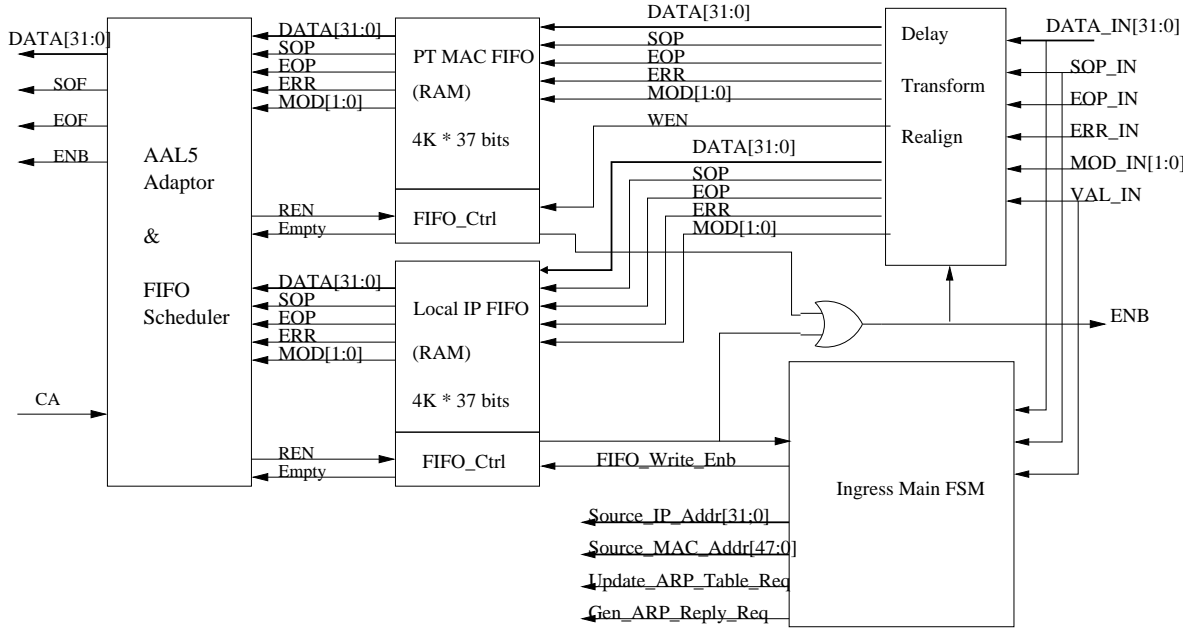 DATA[31:0]
SOF
EOF
ENB
CA
AAL5
Adaptor
&
FIFO
Scheduler
DATA[31:0]
SOP
EOP
ERR
MOD[1:0]
REN
Empty
DATA[31:0]
SOP
EOP
ERR
MOD[1:0]
REN
Empty
PT MAC FIFO
(RAM)
4K * 37 bits
FIFO_Ctrl
Local IP FIFO
(RAM)
4K * 37 bits
FIFO_Ctrl
DATA[31:0]
SOP
EOP
ERR
MOD[1:0]
WEN
DATA[31:0]
SOP
EOP
ERR
MOD[1:0]
Delay
Transform
Realign
DATA_IN[31:0]
SOP_IN
EOP_IN
ERR_IN
MOD_IN[1:0]
VAL_IN
ENB
FIFO_Write_Enb
Ingress Main FSM
Source_IP_Addr[31;0]
Source_MAC_Addr[47:0]
Update_ARP_Table_Req
Gen_ARP_Reply_Req